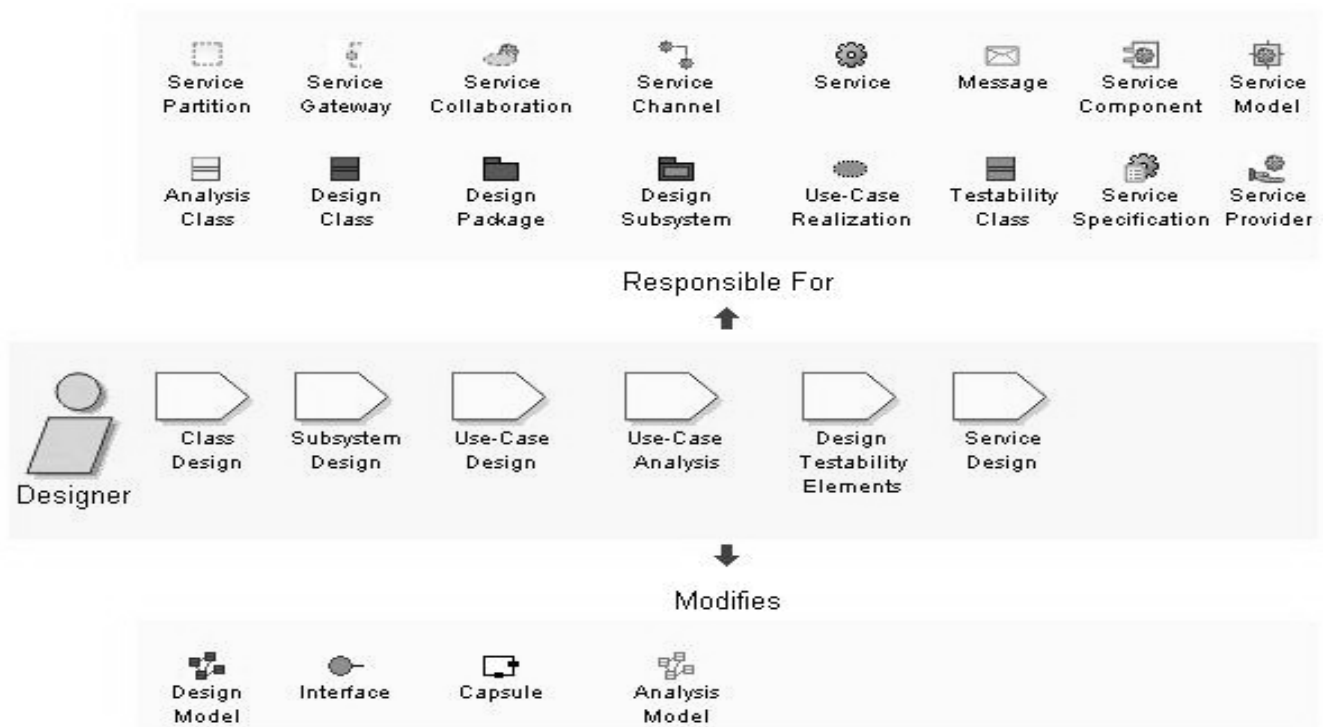 Service Partition
Service Gateway
Service Collaboration
Service Channel
Service
Message
Service Component
Service Model
Analysis Class
Design Class
Design Package
Design Subsystem
Use-Case Realization
Testability Class
Service Specification
Service Provider
Responsible For
Designer
Class Design
Subsystem Design
Use-Case Design
Use-Case Analysis
Design Testability Elements
Service Design
Modifies
Design Model
Interface
Capsule
Analysis Model